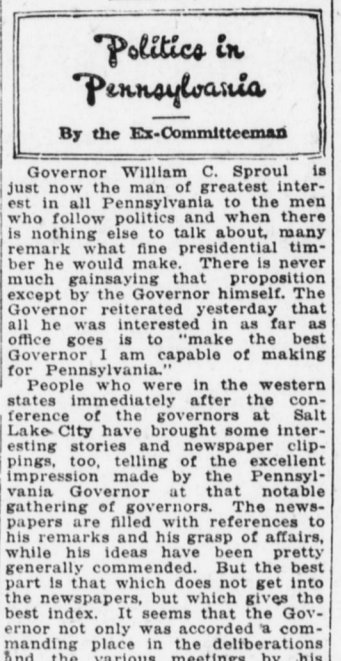 Politics in
Pennsylvania
By the Ex-Committeeman
Governor William C. Sproul is
just now the man of greatest inter-
est in all Pennsylvania to the men
who follow politics and when there
is nothing else to talk about, many
remark what fine presidential tim-
ber he would make. There is never
much gainsaying that proposition
except by the Governor himself. The
Governor reiterated yesterday that
all he was interested in as far as
office goes is to "make the best
Governor I am capable of making
for Pennsylvania."
People who were in the western
states immediately after the con-
ference of the governors at Salt
Lake City have brought some inter-
esting stories and newspaper clip-
pings, too, telling of the excellent
impression made by the Pennsyl-
vania Governor at that notable
gathering of governors. The news-
papers are filled with references to
his remarks and his grasp of affairs,
while his ideas have been pretty
generally commended. But the best
part is that which does not get into
the newspapers, but which gives the
best index. It seems that the Gov-
ernor not only was accorded a com-
manding place in the deliberations
and the various meetings by his